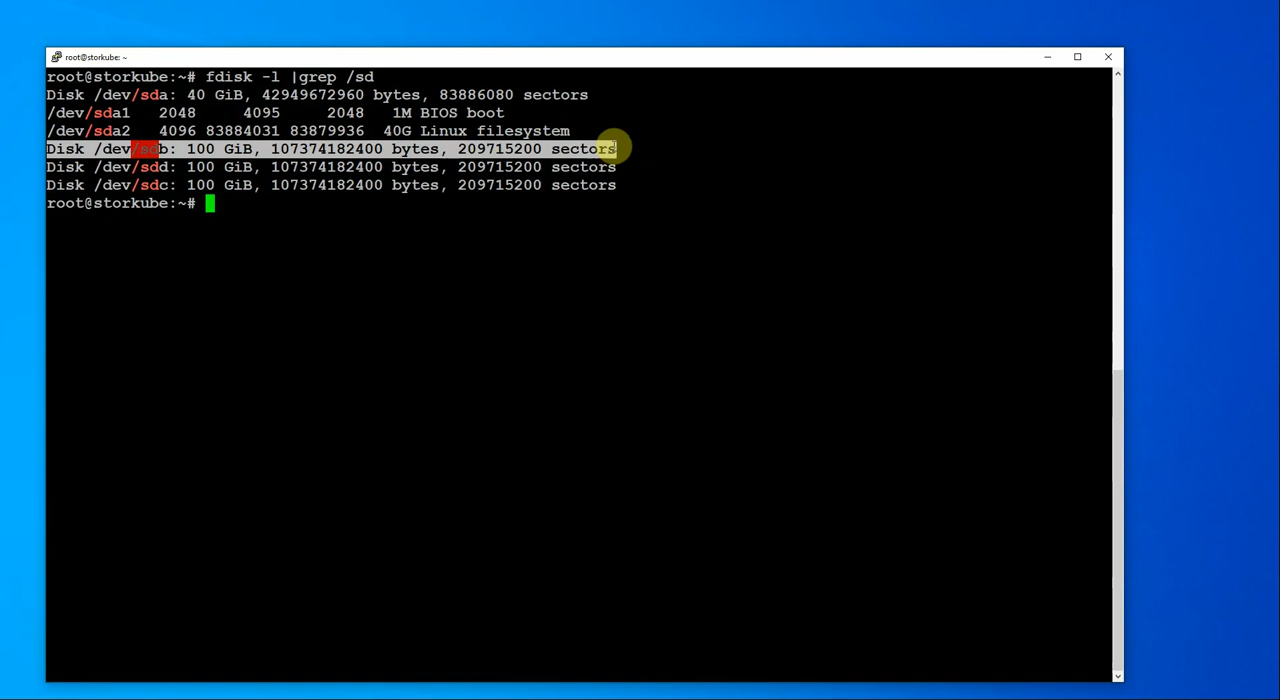 root@storkube: ~
root@storkube:~# fdisk -l |grep /sd
Disk /dev/sda: 40 GiB, 42949672960 bytes, 83886080 sectors
/dev/sda1   2048     4095     2048   1M BIOS boot
/dev/sda2   4096 83884031 83879936  40G Linux filesystem
Disk /dev/sdb: 100 GiB, 107374182400 bytes, 209715200 sectors
Disk /dev/sdd: 100 GiB, 107374182400 bytes, 209715200 sectors
Disk /dev/sdc: 100 GiB, 107374182400 bytes, 209715200 sectors
root@storkube:~#